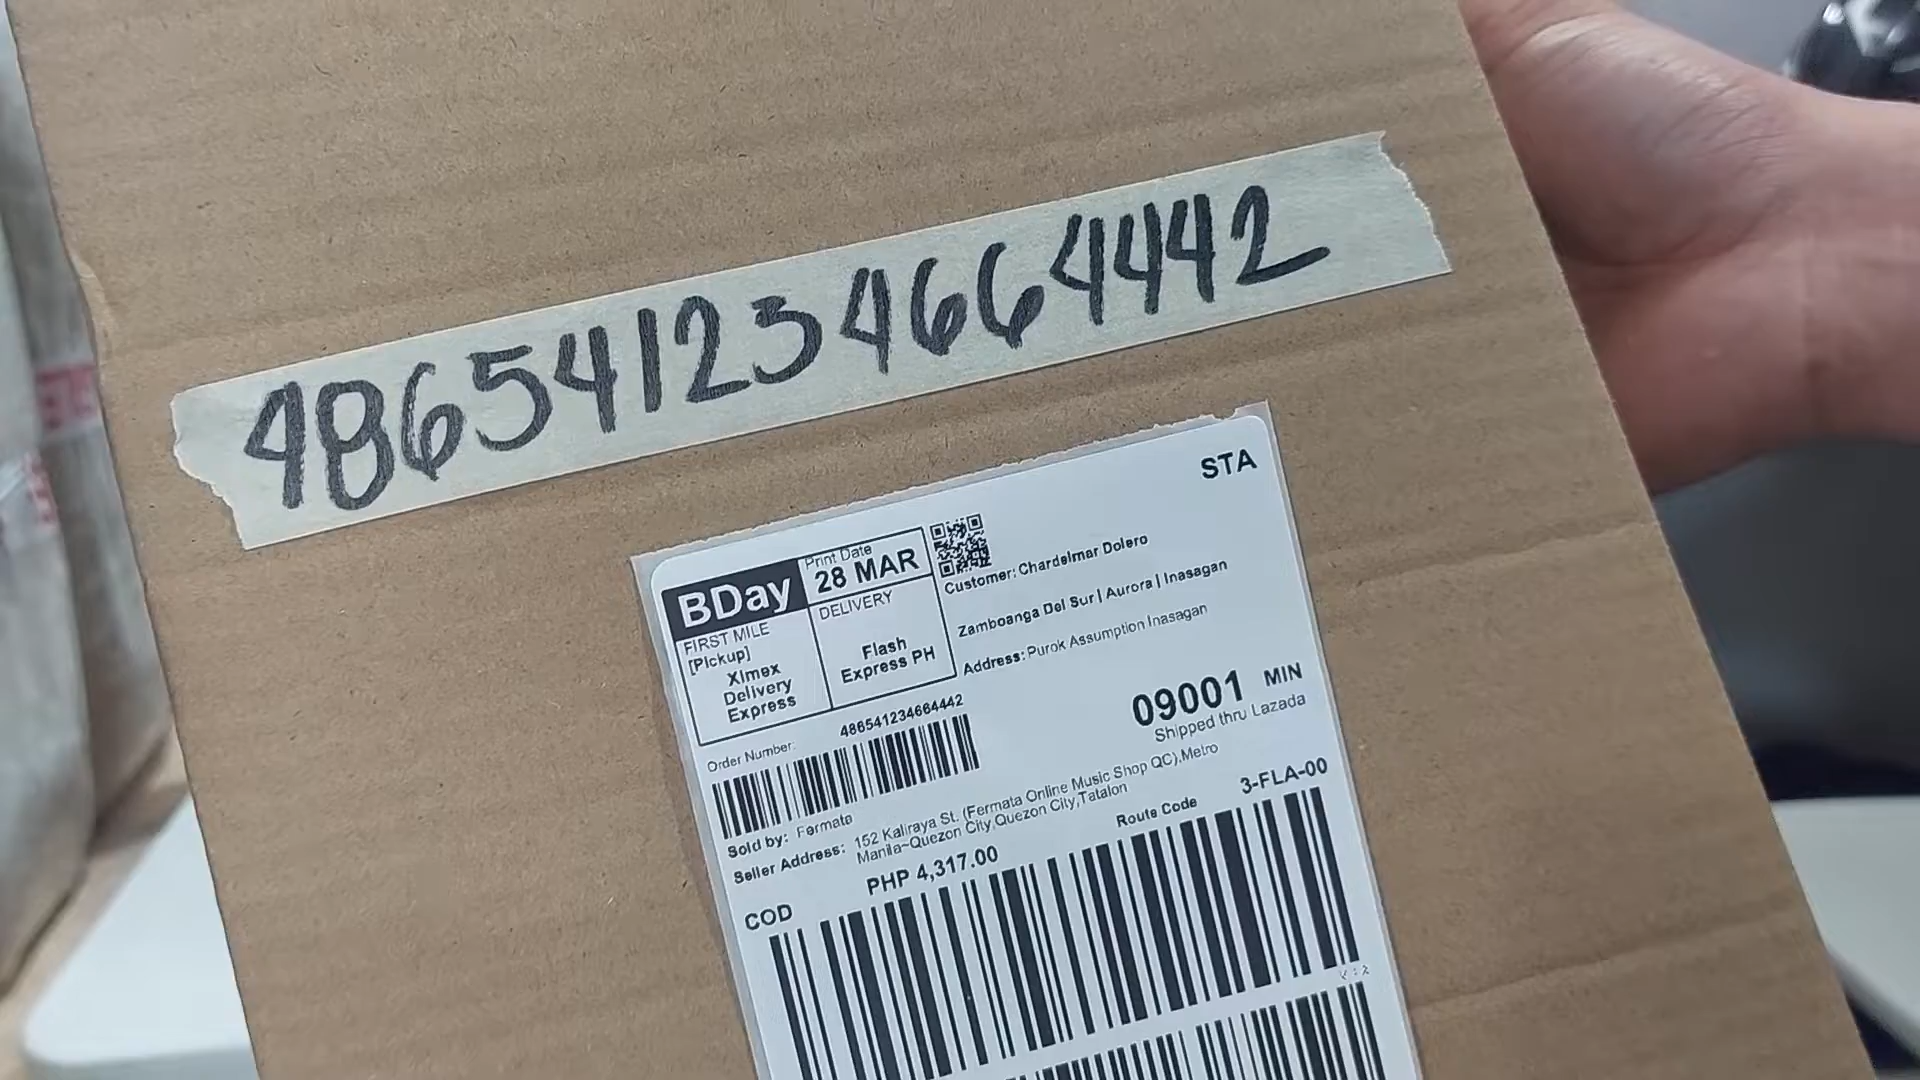 486541234664442
STA
BDay
Print Date
28 MAR
FIRST MILE
[Pickup]
Ximex
Delivery
Express
DELIVERY
Flash
Express PH
Customer: Chardelmar Dolero
Zamboanga Del Sur | Aurora | Inasagan
Address: Purok Assumption Inasagan
Order Number: 486541234664442
09001 MIN
Shipped thru Lazada
Sold by: Fermata
Seller Address: 152 Kaliraya St. (Fermata Online Music Shop QC),Metro
Manila~Quezon City,Quezon City,Tatalon
Route Code 3-FLA-00
COD PHP 4,317.00